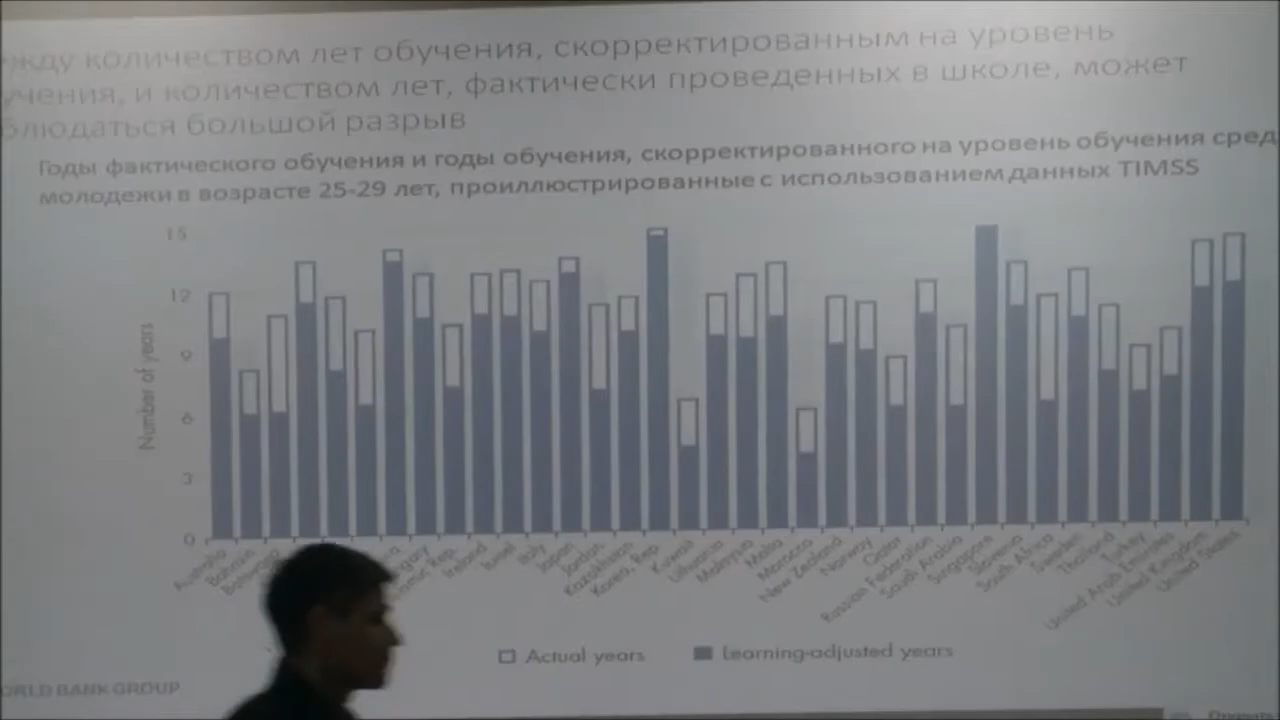 количеством лет обучения, скорректированным на уровень
и количеством лет, фактически проведенных в школе, может
блюдаться большой разрыв
Годы фактического обучения и годы обучения, скорректированного на уровень обучения сред
молодежи в возрасте 25-29 лет, проиллюстрированные с использованием данных TIMSS
15
12
9
6
3
0
Number of years
Australia
Bahrain
Botswana
Ireland
Israel
Italy
Japan
Jordan
Kazakhstan
Korea, Rep.
Kuwait
Lithuania
Malaysia
Malta
Morocco
New Zealand
Norway
Qatar
Russian Federation
Saudi Arabia
Singapore
Slovenia
South Africa
Sweden
Thailand
Turkey
United Arab Emirates
United Kingdom
United States
Actual years
Learning-adjusted years
ORLD BANK GROUP